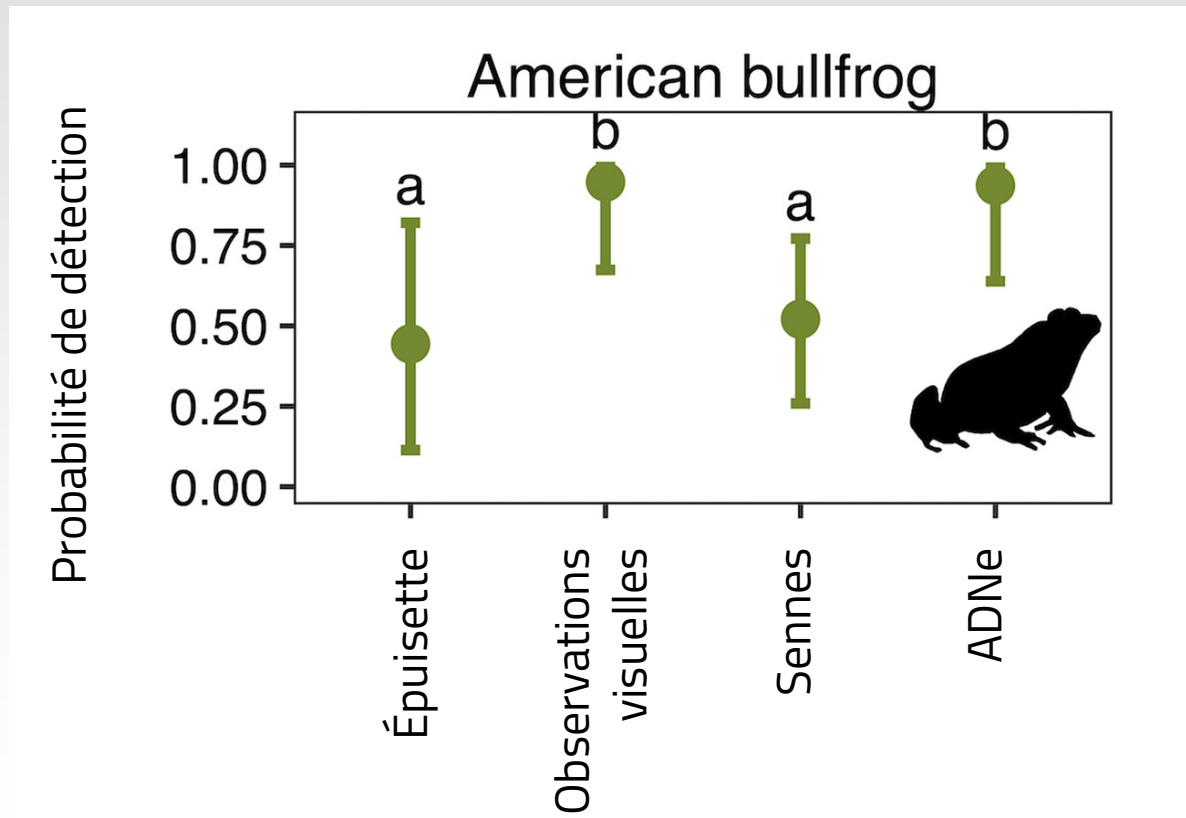 American bullfrog
Probabilité de détection
1.00
0.75
0.50
0.25
0.00
a
b
a
b
Épuisette
Observations
visuelles
Sennes
ADNe